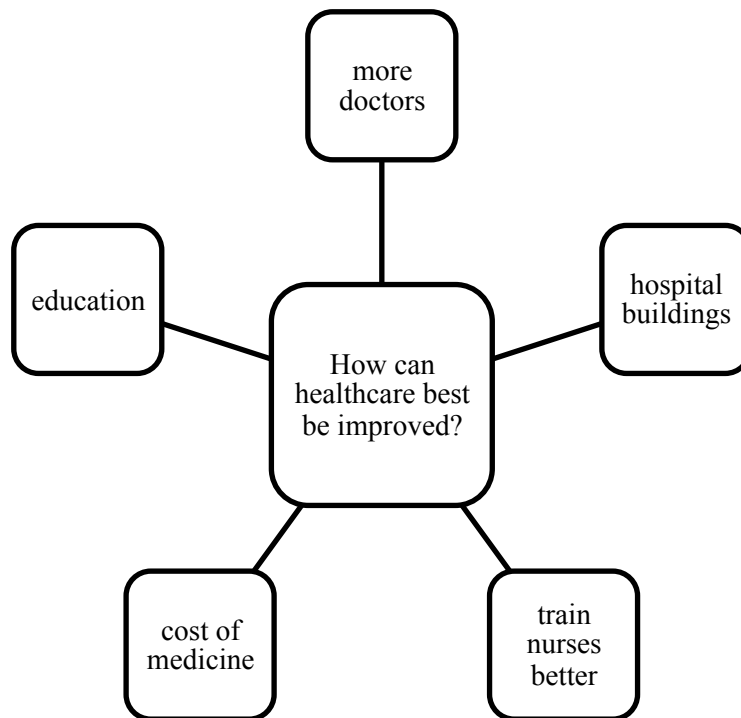 more
doctors
education
hospital
buildings
How can
healthcare best
be improved?
cost of
medicine
train
nurses
better